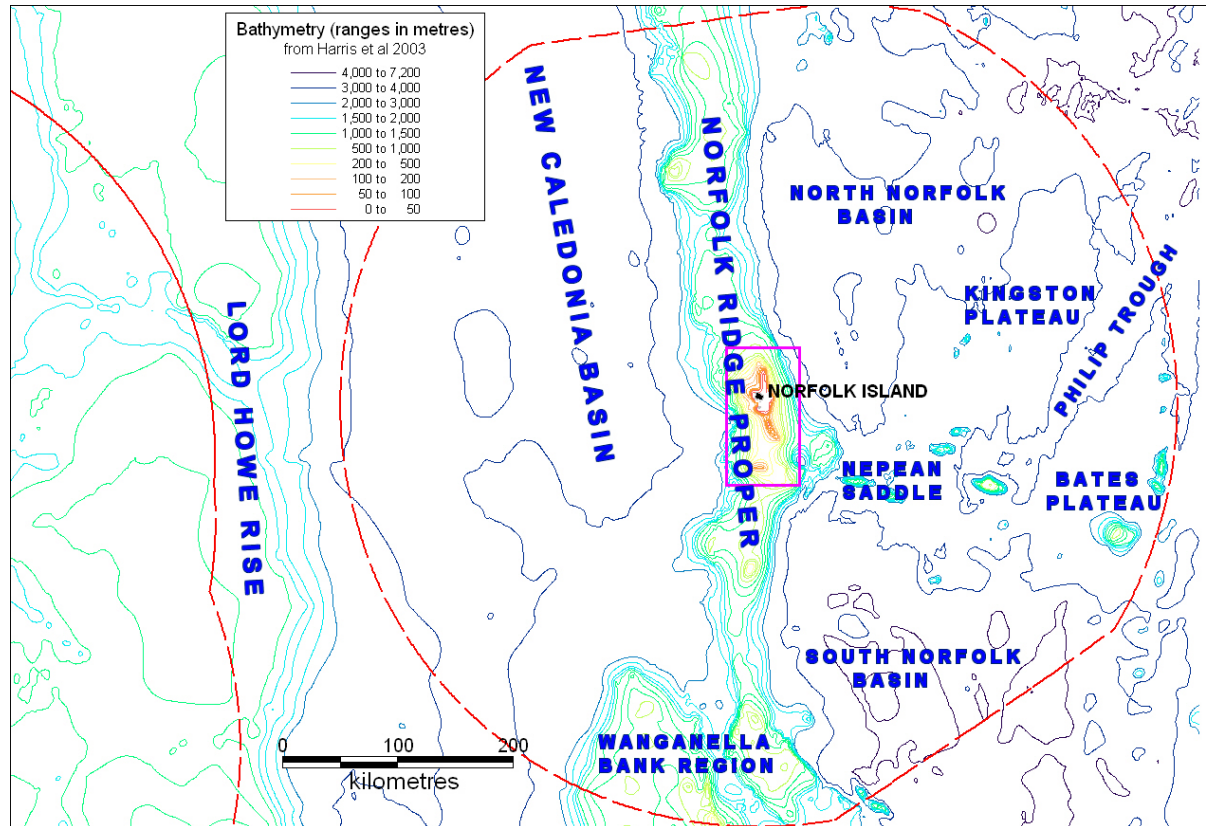 Bathymetry (ranges in metres)
from Harris et al 2003
4,000 to 7,200
3,000 to 4,000
2,000 to 3,000
1,500 to 2,000
1,000 to 1,500
500 to 1,000
200 to 500
100 to 200
50 to 100
0 to 50
NEW CALEDONIA BASIN
NORFOLK RIDGE PROPER
NORTH NORFOLK
BASIN
KINGSTON
PLATEAU
PHILIP TROUGH
LORD HOWE RISE
NORFOLK ISLAND
NEPEAN
SADDLE
BATES
PLATEAU
SOUTH NORFOLK
BASIN
WANGANELLA
BANK REGION
0 100 200
kilometres